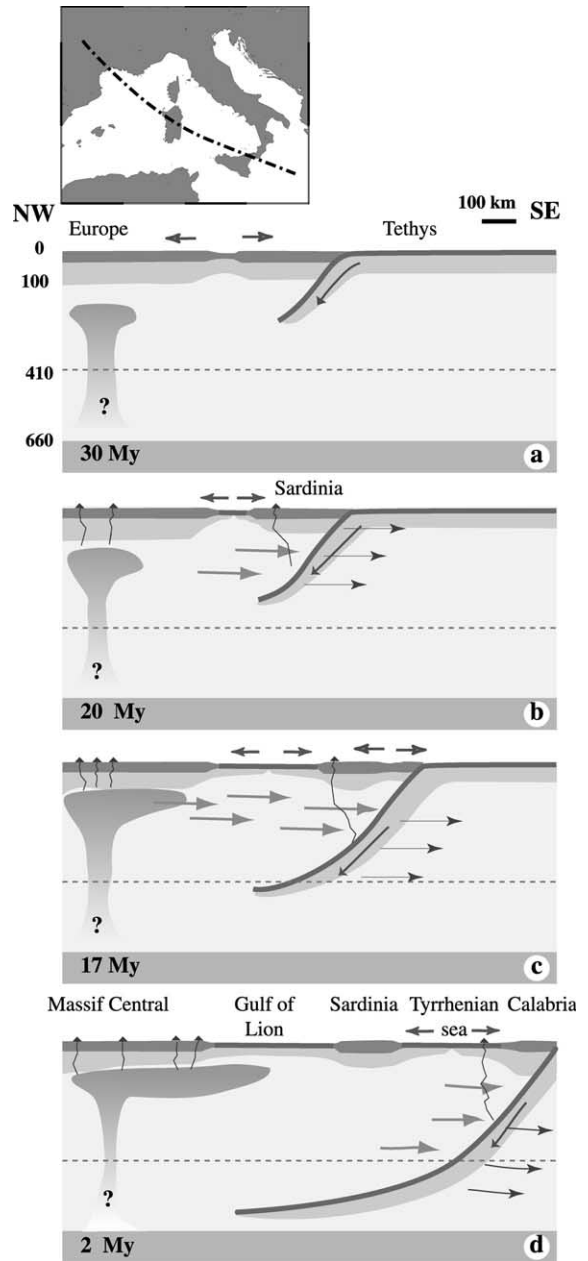 100 km
NW SE
Europe Tethys
0
100
410
?
660
30 My a
Sardinia
?
20 My b
?
17 My c
Massif Central Gulf of Lion Sardinia Tyrrhenian sea Calabria
?
2 My d